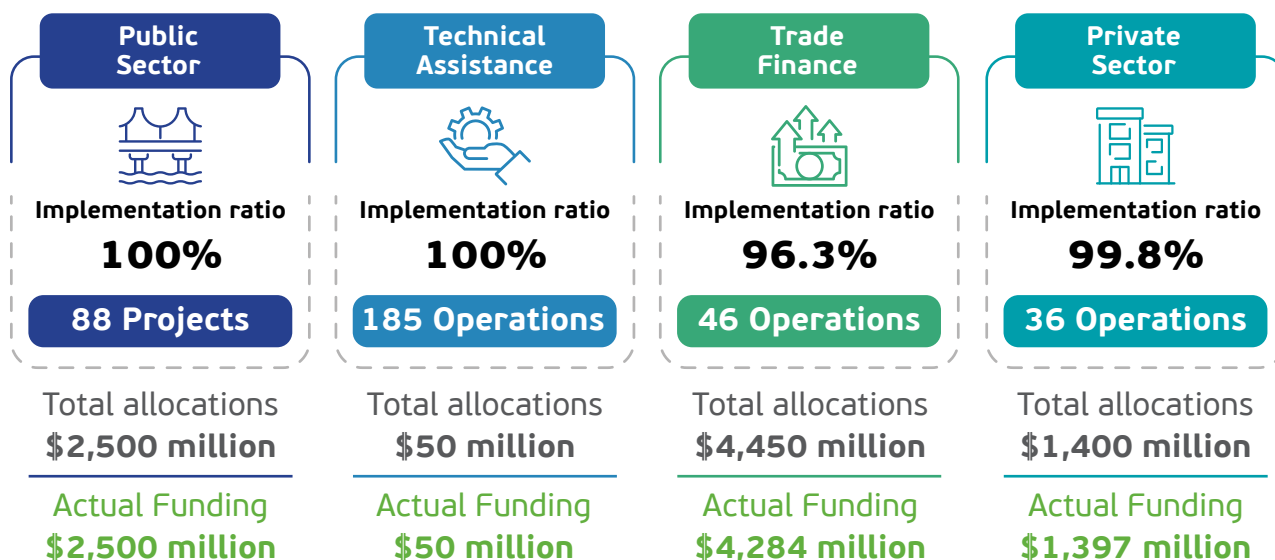 Public
Sector
Implementation ratio
100%
88 Projects
Total allocations
$2,500 million
Actual Funding
$2,500 million
Technical
Assistance
Implementation ratio
100%
185 Operations
Total allocations
$50 million
Actual Funding
$50 million
Trade
Finance
Implementation ratio
96.3%
46 Operations
Total allocations
$4,450 million
Actual Funding
$4,284 million
Private
Sector
Implementation ratio
99.8%
36 Operations
Total allocations
$1,400 million
Actual Funding
$1,397 million